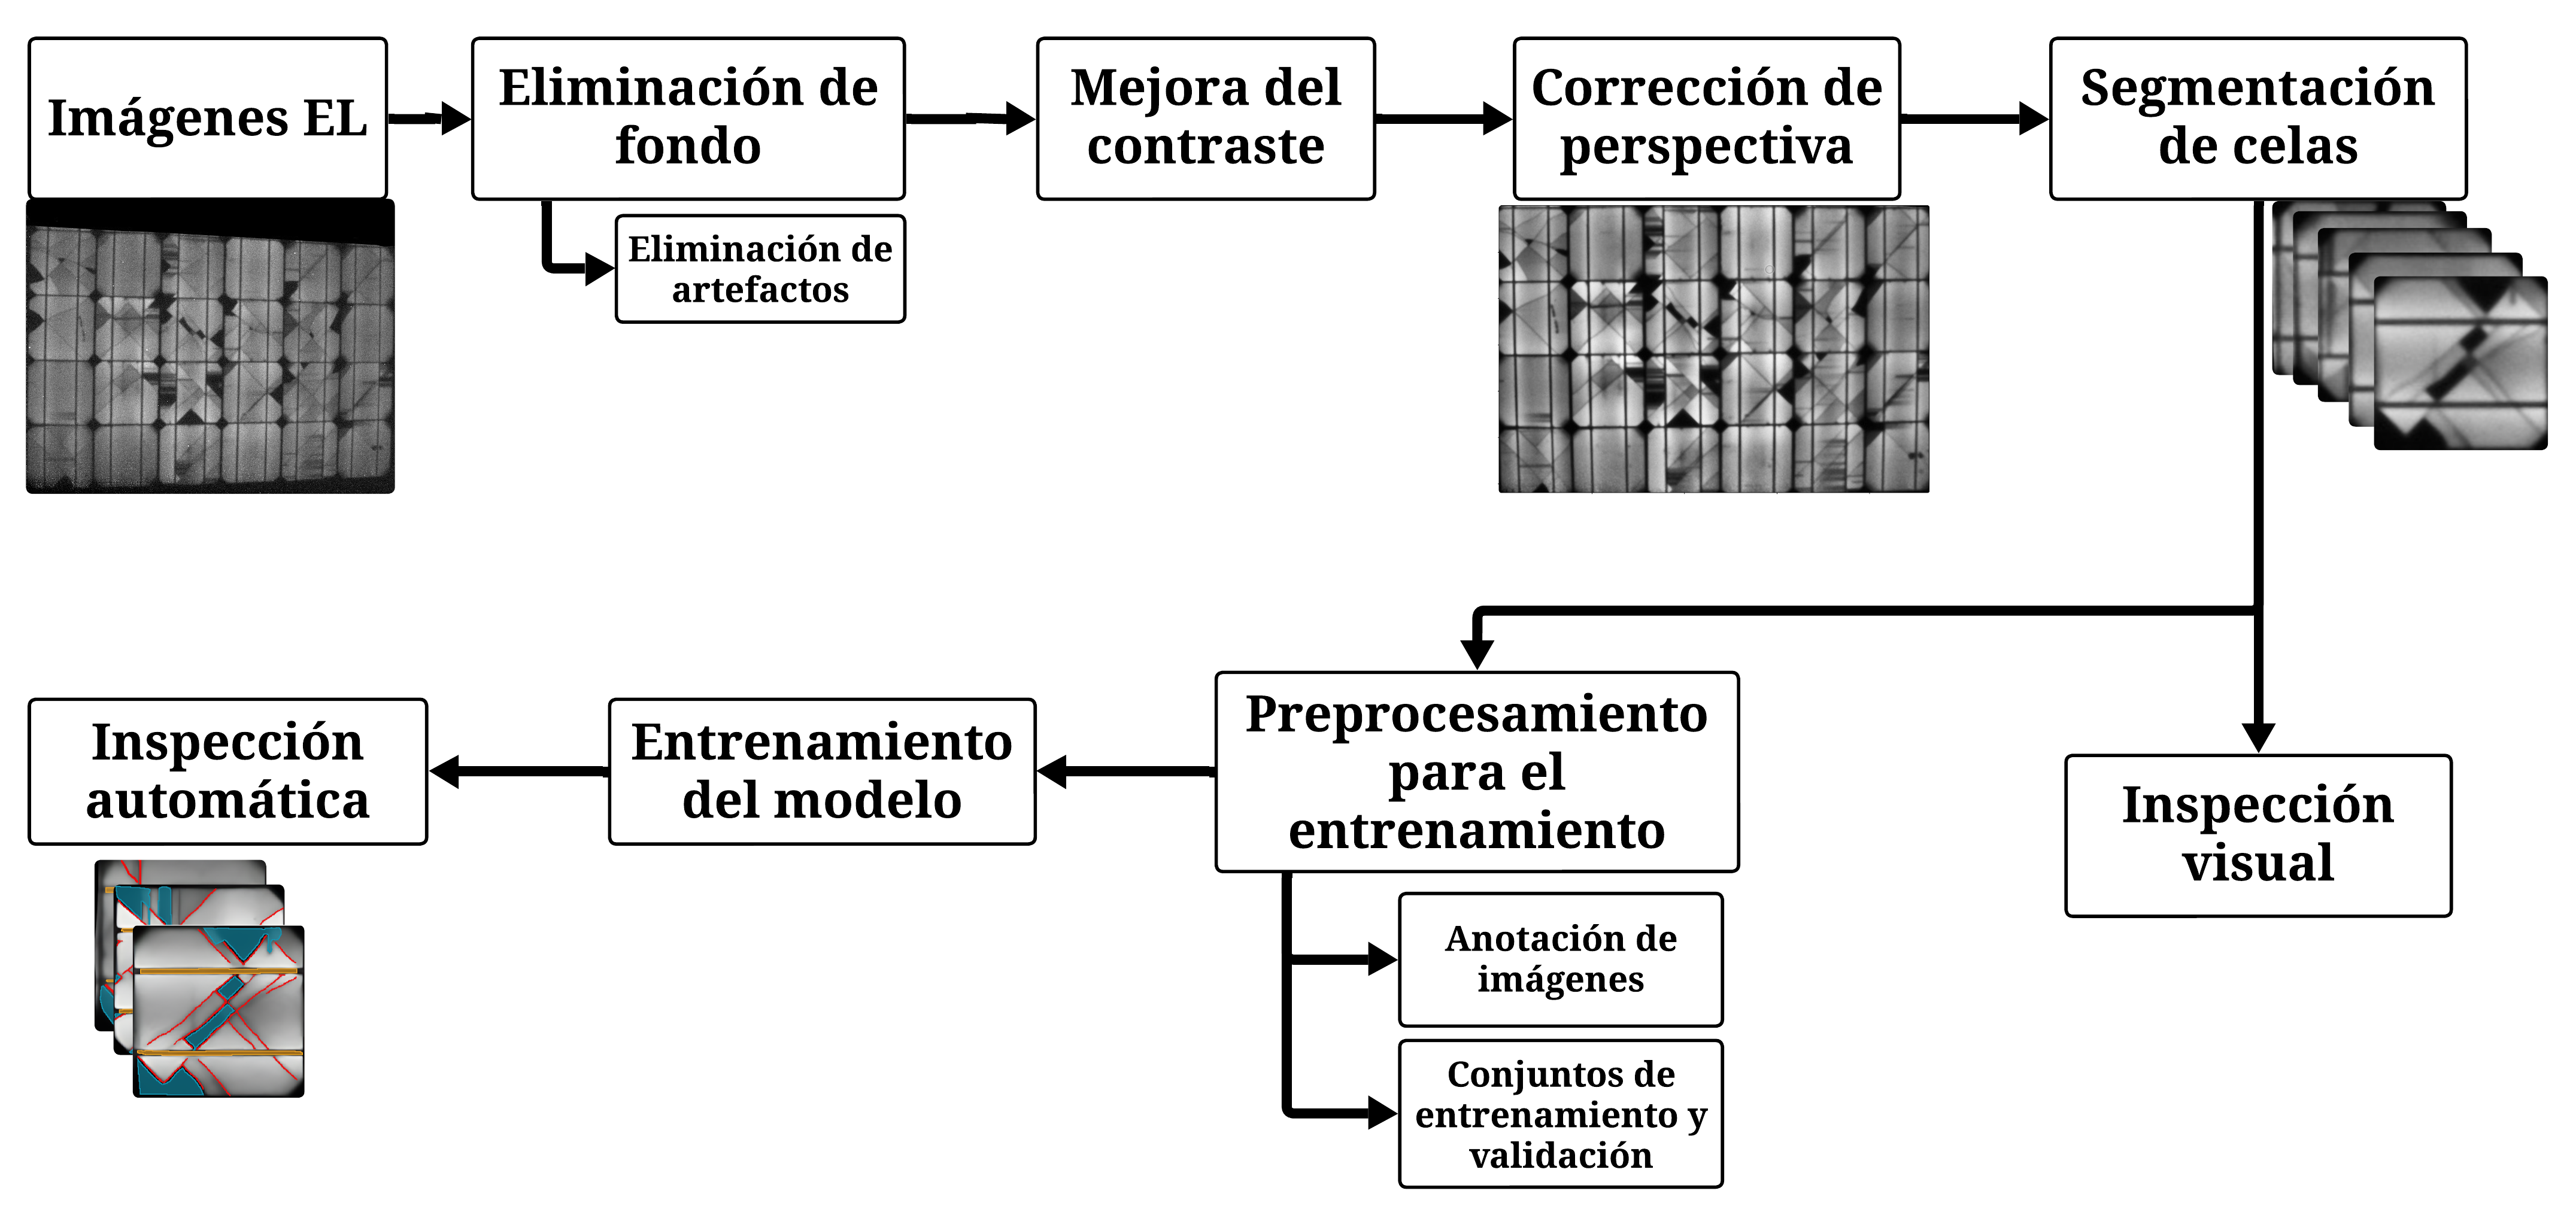 Imágenes EL
Eliminación de
fondo
Mejora del
contraste
Corrección de
perspectiva
Segmentación
de celas
Eliminación de
artefactos
Inspección
automática
Entrenamiento
del modelo
Preprocesamiento
para el
entrenamiento
Inspección
visual
Anotación de
imágenes
Conjuntos de
entrenamiento y
validación